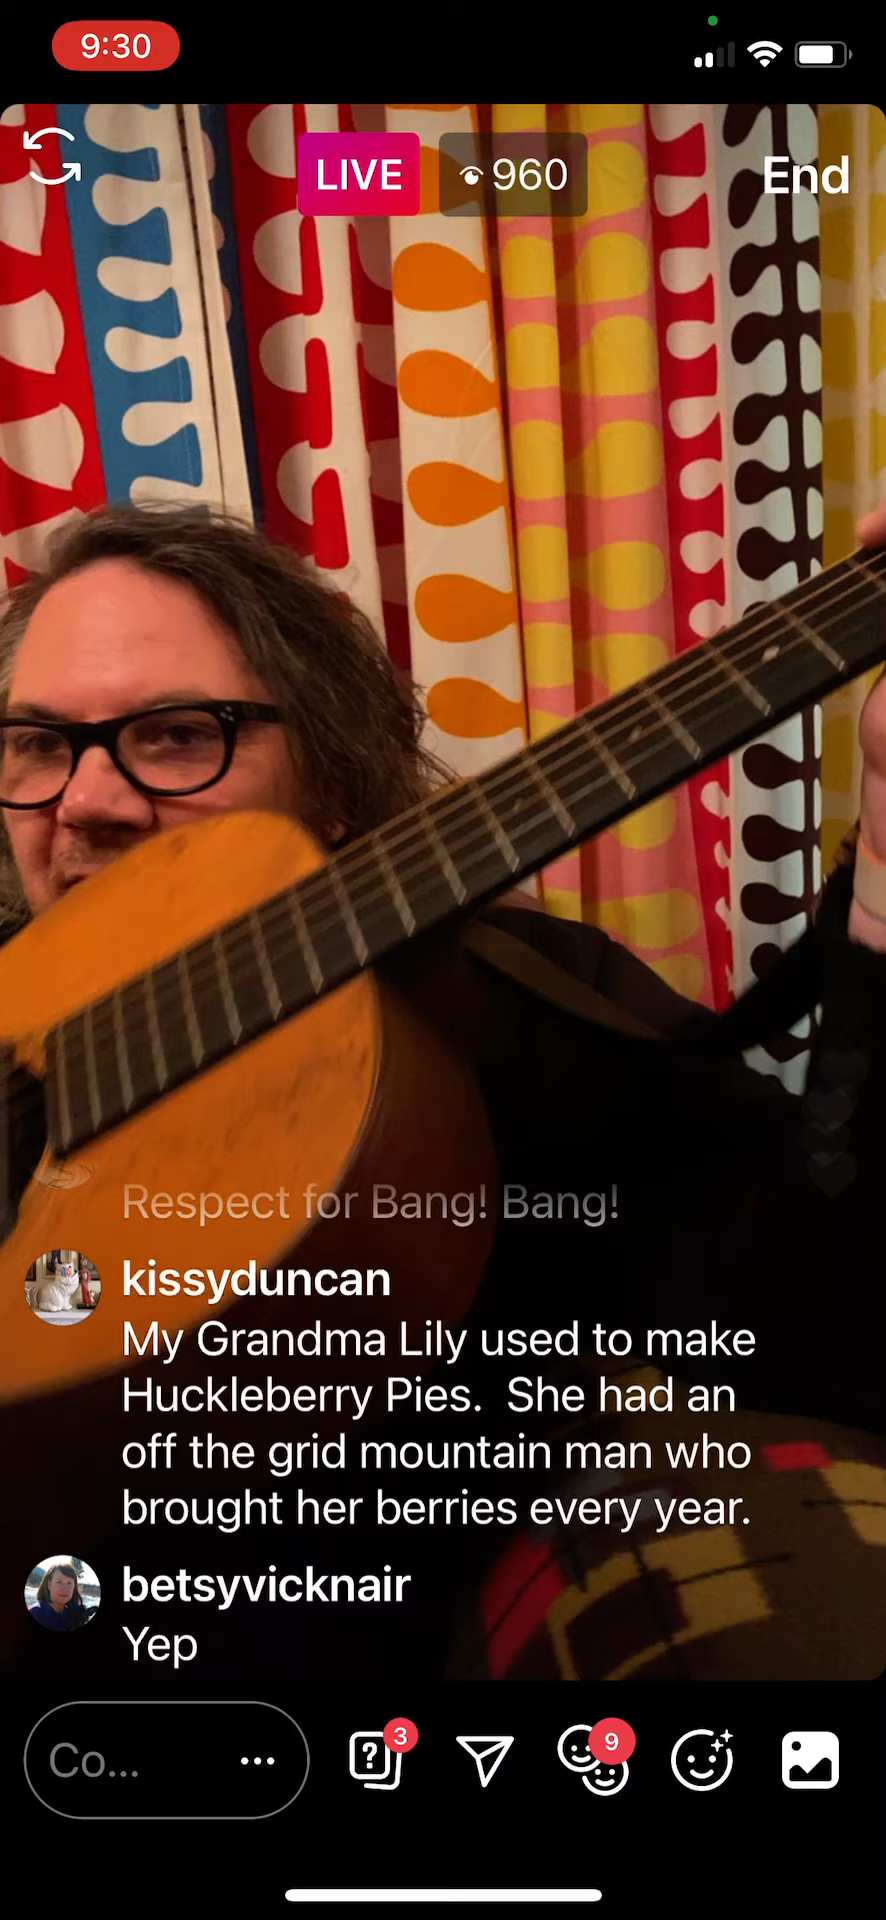 9:30
LIVE
960
End
Respect for Bang! Bang!
kissyduncan
My Grandma Lily used to make
Huckleberry Pies. She had an
off the grid mountain man who
brought her berries every year.
betsyvicknair
Yep
Co...
3
9